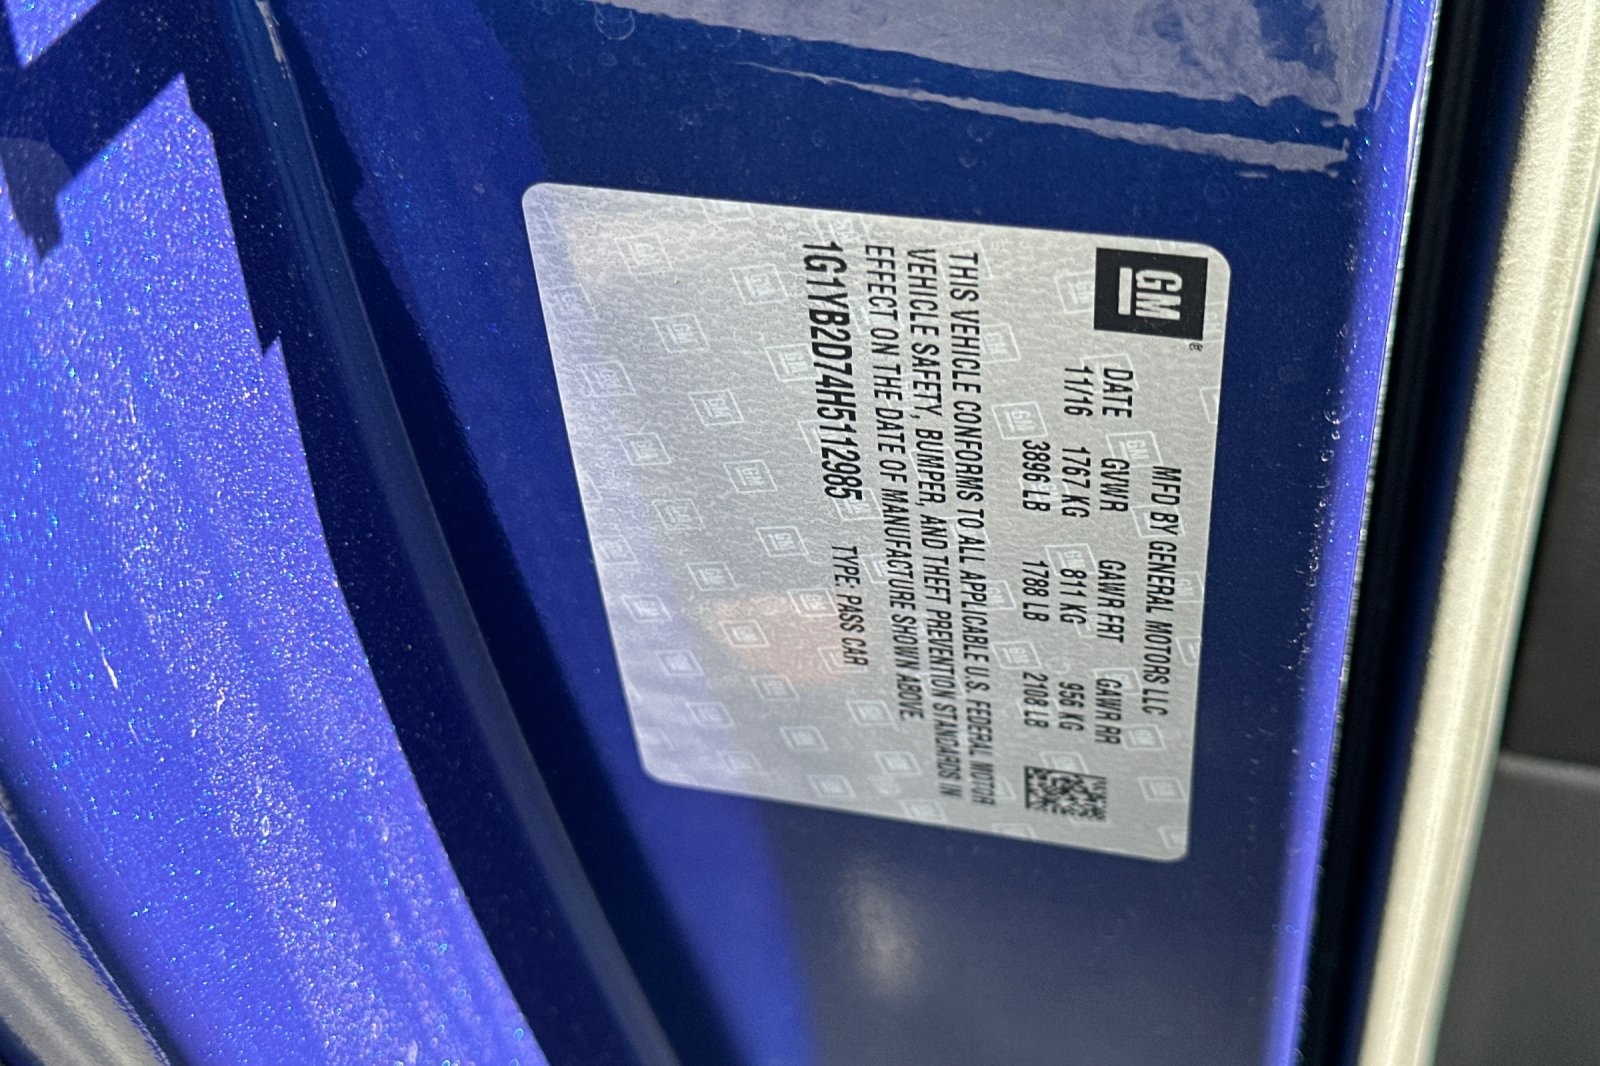 GM
MFD BY GENERAL MOTORS LLC
DATE GVWR GAWR FRT GAWR RR
11/16 1767 KG 811 KG 956 KG
3896 LB 1788 LB 2108 LB
THIS VEHICLE CONFORMS TO ALL APPLICABLE U.S. FEDERAL MOTOR
VEHICLE SAFETY, BUMPER, AND THEFT PREVENTION STANDARDS IN
EFFECT ON THE DATE OF MANUFACTURE SHOWN ABOVE.
1G1YB2D74H5112985 TYPE: PASS CAR